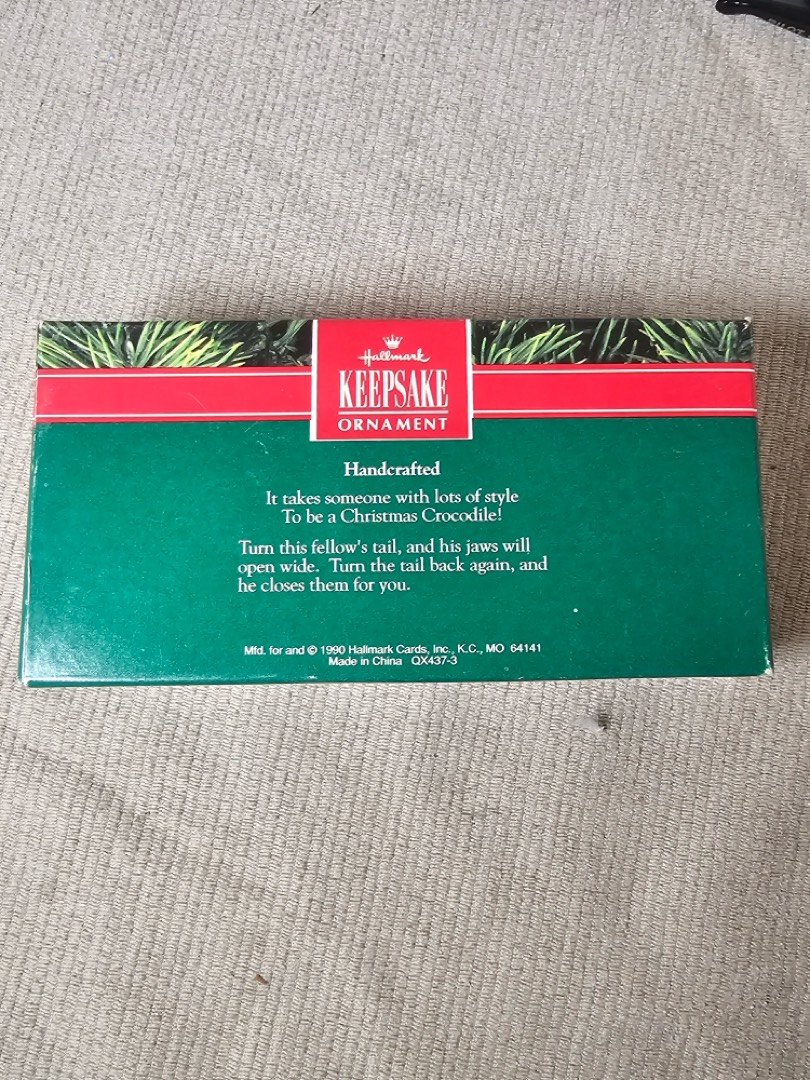 PILOT
Hallmark
KEEPSAKE
ORNAMENT
Handcrafted
It takes someone with lots of style
To be a Christmas Crocodile!
Turn this fellow's tail, and his jaws will
open wide. Turn the tail back again, and
he closes them for you.
Mfd. for and © 1990 Hallmark Cards, Inc., K.C., MO 64141
Made in China QX437-3